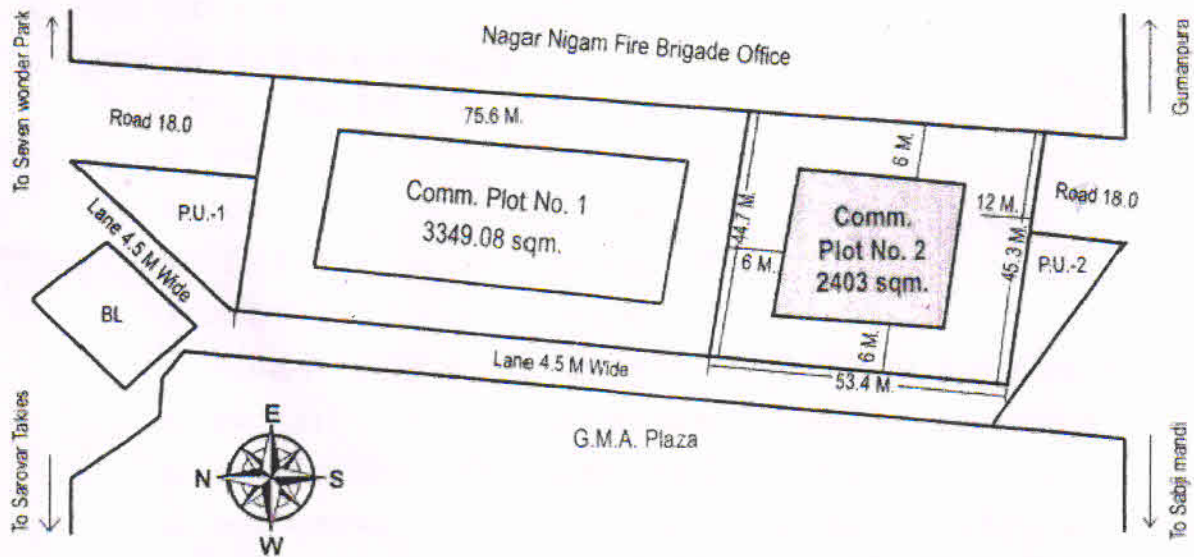 To Seven wonder Park
Nagar Nigam Fire Brigade Office
Gumanpura
Road 18.0
75.6 M.
6 M.
Road 18.0
P.U.-1
Lane 4.5 M Wide
Comm. Plot No. 1
3349.08 sqm.
44.7 M.
6 M.
Comm.
Plot No. 2
2403 sqm.
12 M.
45.3 M.
P.U.-2
BL
Lane 4.5 M Wide
6 M.
53.4 M.
G.M.A. Plaza
To Sarovar Takies
E
N
S
W
To Sabji mandi